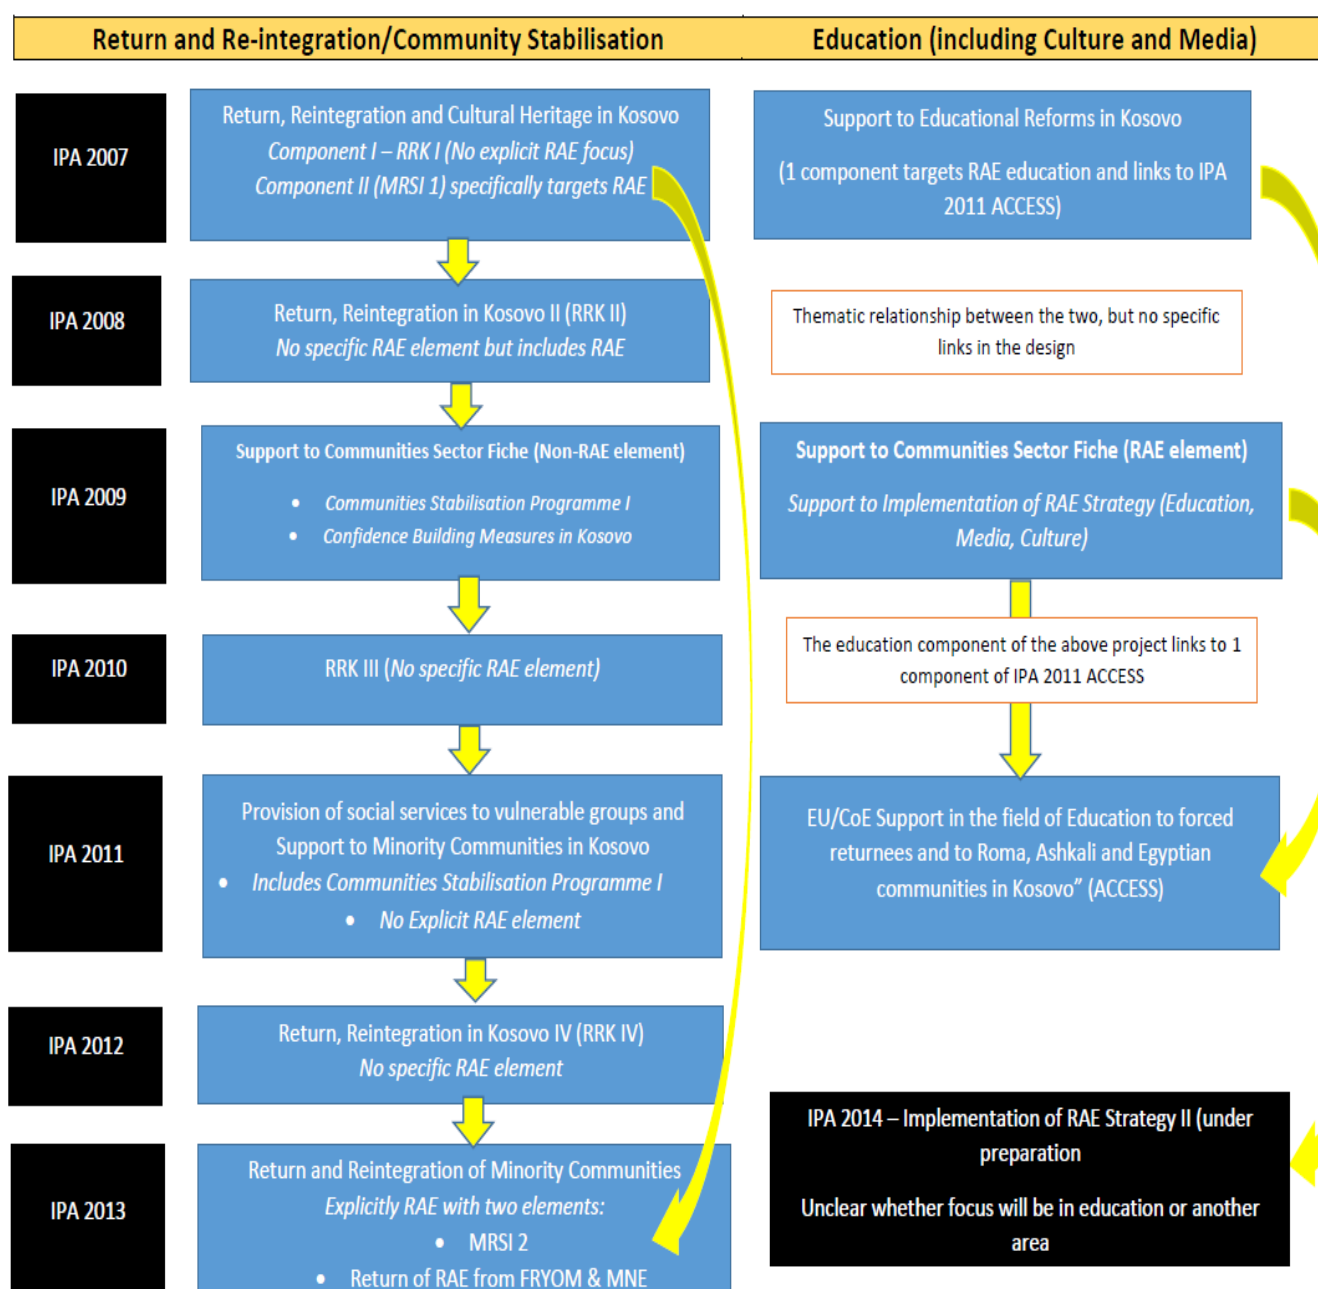 Return and Re-integration/Community Stabilisation
Education (including Culture and Media)
IPA 2007
Return, Reintegration and Cultural Heritage in Kosovo
Component I – RRK I (No explicit RAE focus)
Component II (MRSI 1) specifically targets RAE
Support to Educational Reforms in Kosovo
(1 component targets RAE education and links to IPA
2011 ACCESS)
IPA 2008
Return, Reintegration in Kosovo II (RRK II)
No specific RAE element but includes RAE
Thematic relationship between the two, but no specific
links in the design
IPA 2009
Support to Communities Sector Fiche (Non-RAE element)
• Communities Stabilisation Programme I
• Confidence Building Measures in Kosovo
Support to Communities Sector Fiche (RAE element)
Support to Implementation of RAE Strategy (Education,
Media, Culture)
IPA 2010
RRK III (No specific RAE element)
The education component of the above project links to 1
component of IPA 2011 ACCESS
IPA 2011
Provision of social services to vulnerable groups and
Support to Minority Communities in Kosovo
• Includes Communities Stabilisation Programme I
• No Explicit RAE element
EU/CoE Support in the field of Education to forced
returnees and to Roma, Ashkali and Egyptian
communities in Kosovo” (ACCESS)
IPA 2012
Return, Reintegration in Kosovo IV (RRK IV)
No specific RAE element
IPA 2013
Return and Reintegration of Minority Communities
Explicitly RAE with two elements:
• MRSI 2
• Return of RAE from FRYOM & MNE
IPA 2014 – Implementation of RAE Strategy II (under
preparation
Unclear whether focus will be in education or another
area